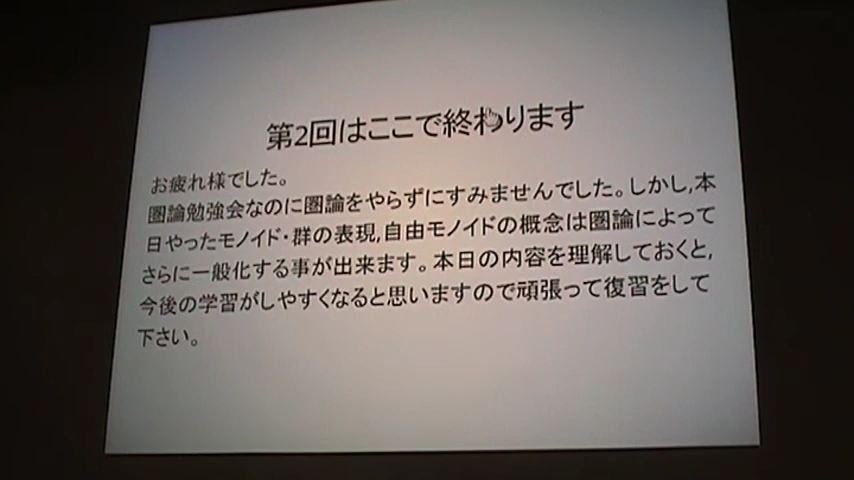 第2回はここで終わります
お疲れ様でした。
圏論勉強会なのに圏論をやらずにすみませんでした。しかし,本
日やったモノイド・群の表現,自由モノイドの概念は圏論によって
さらに一般化する事が出来ます。本日の内容を理解しておくと,
今後の学習がしやすくなると思いますので頑張って復習をして
下さい。